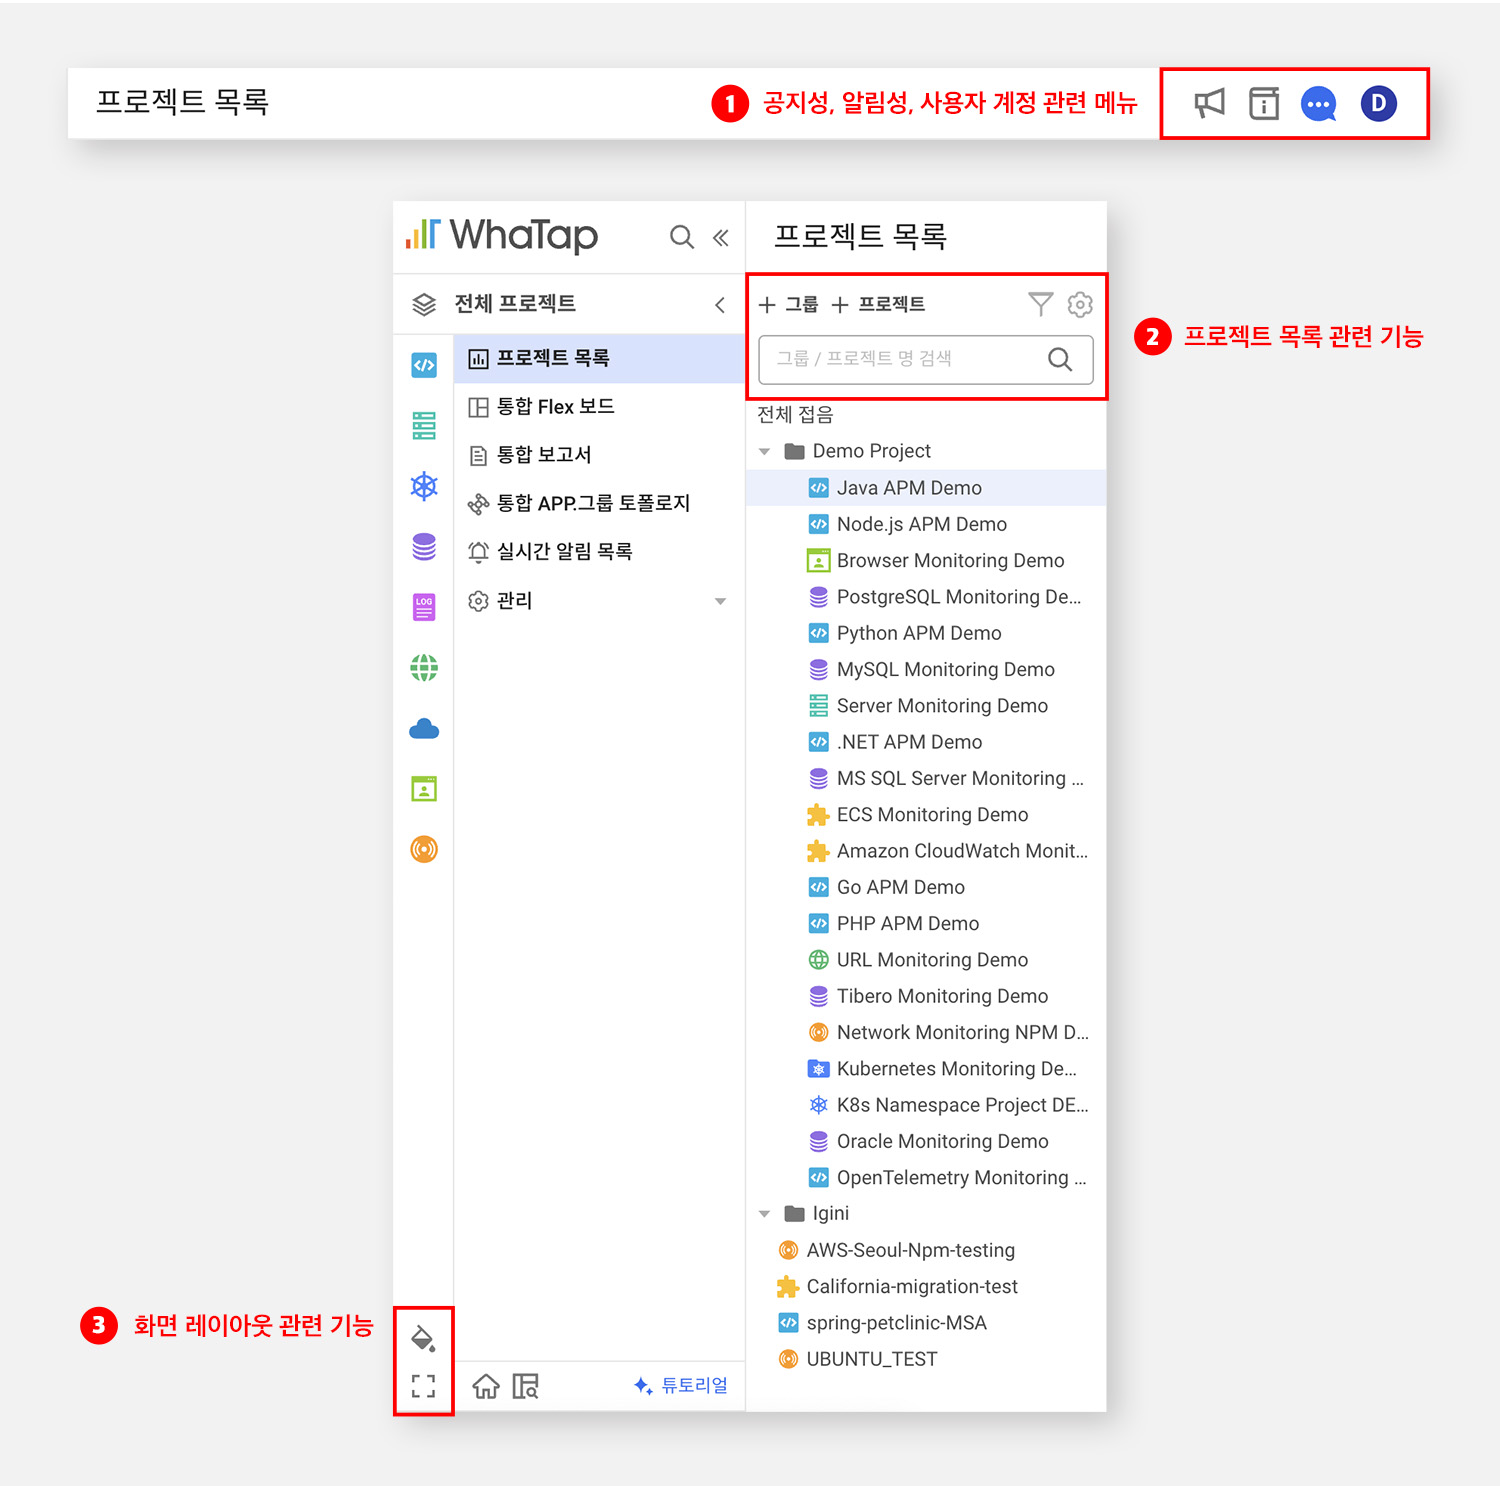 프로젝트 목록
1 공지성, 알림성, 사용자 계정 관련 메뉴
D
WhaTap
프로젝트 목록
전체 프로젝트
+ 그룹 + 프로젝트
2 프로젝트 목록 관련 기능
그룹 / 프로젝트 명 검색
프로젝트 목록
통합 Flex 보드
통합 보고서
통합 APP.그룹 토폴로지
실시간 알림 목록
관리
LOG
전체 접음
Demo Project
Java APM Demo
Node.js APM Demo
Browser Monitoring Demo
PostgreSQL Monitoring De...
Python APM Demo
MySQL Monitoring Demo
Server Monitoring Demo
.NET APM Demo
MS SQL Server Monitoring ...
ECS Monitoring Demo
Amazon CloudWatch Monit...
Go APM Demo
PHP APM Demo
URL Monitoring Demo
Tibero Monitoring Demo
Network Monitoring NPM D...
Kubernetes Monitoring De...
K8s Namespace Project DE...
Oracle Monitoring Demo
OpenTelemetry Monitoring ...
Igini
AWS-Seoul-Npm-testing
California-migration-test
spring-petclinic-MSA
UBUNTU_TEST
3 화면 레이아웃 관련 기능
튜토리얼